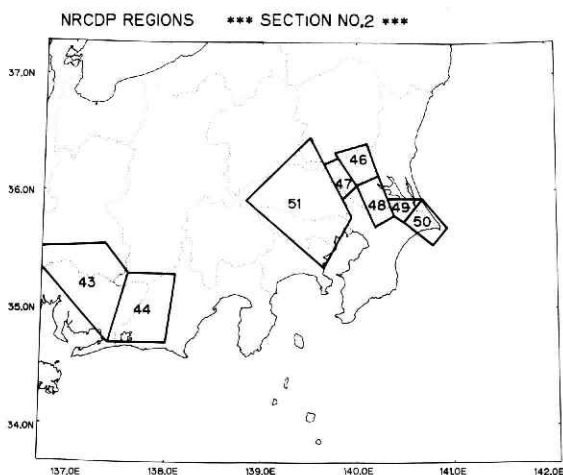 NRCDP REGIONS *** SECTION NO.2 ***
37.0N
46
36.0N
47
51
48
49
50
43
35.0N
44
34.0N
137.0E 138.0E 139.0E 140.0E 141.0E 142.0E